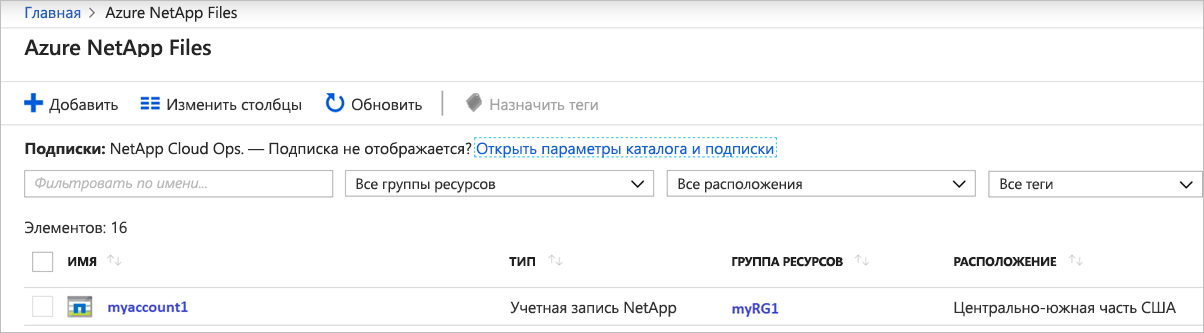 Главная > Azure NetApp Files
Azure NetApp Files
Добавить Изменить столбцы Обновить Назначить теги
Подписки: NetApp Cloud Ops. — Подписка не отображается? Открыть параметры каталога и подписки
Фильтровать по имени... Все группы ресурсов Все расположения Все теги
Элементов: 16
ИМЯ ТИП ГРУППА РЕСУРСОВ РАСПОЛОЖЕНИЕ
myaccount1 Учетная запись NetApp myRG1 Центрально-южная часть США